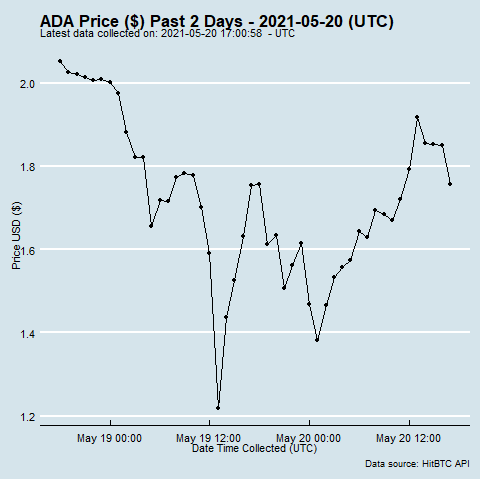 ADA Price ($) Past 2 Days - 2021-05-20 (UTC)
Latest data collected on: 2021-05-20 17:00:58 - UTC
Price USD ($)
2.0
1.8
1.6
1.4
1.2
May 19 00:00 May 19 12:00 May 20 00:00 May 20 12:00
Date Time Collected (UTC)
Data source: HitBTC API